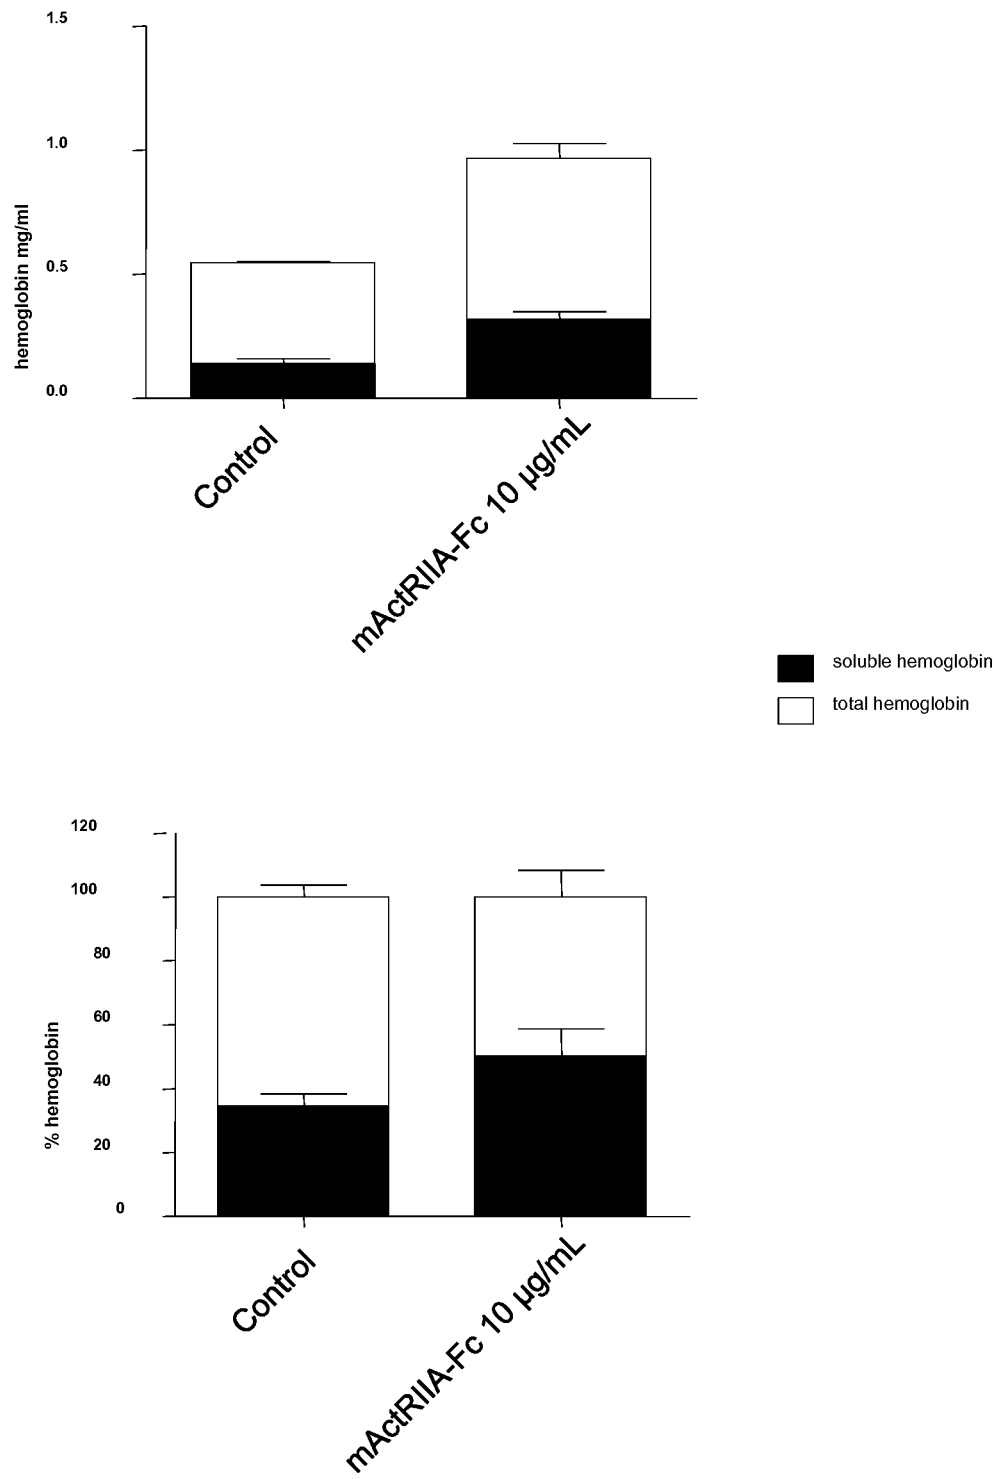 1.5
1.0
0.5
0.0
hemoglobin mg/ml
Control
mActRIIA-Fc 10 µg/mL
soluble hemoglobin
total hemoglobin
120
100
80
60
40
20
0
% hemoglobin
Control
mActRIIA-Fc 10 µg/mL